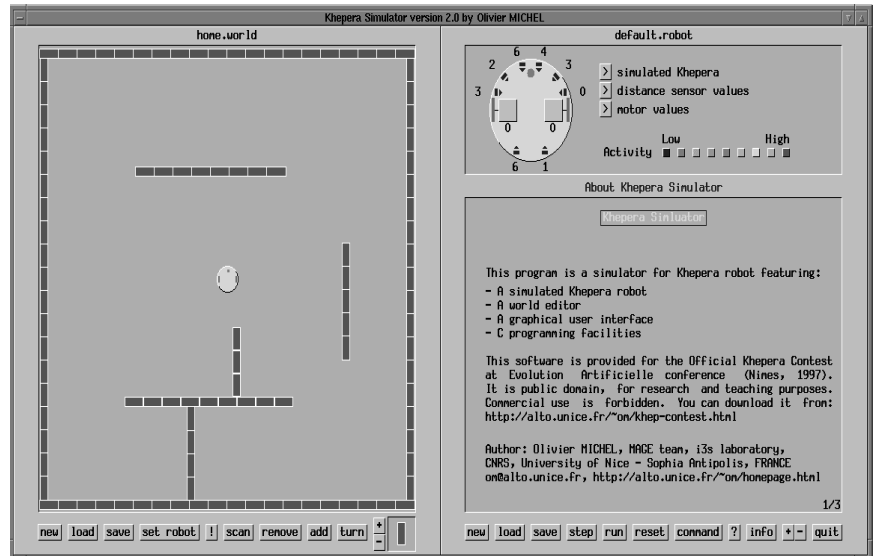 Khepera Simulator version 2.0 by Olivier MICHEL
home.world
new load save set robot ! scan remove add turn + -
default.robot
6 4
2 3
3 0
0 0
6 1
> simulated Khepera
> distance sensor values
> motor values
Low High
Activity
About Khepera Simulator
Khepera Simluator
This program is a simulator for Khepera robot featuring:
- A simulated Khepera robot
- A world editor
- A graphical user interface
- C programming facilities
This software is provided for the Official Khepera Contest
at Evolution Artificielle conference (Nimes, 1997).
It is public domain, for research and teaching purposes.
Commercial use is forbidden. You can download it from:
http://alto.unice.fr/~om/khep-contest.html
Author: Olivier MICHEL, MAGE team, i3s laboratory,
CNRS, University of Nice - Sophia Antipolis, FRANCE
om@alto.unice.fr, http://alto.unice.fr/~om/homepage.html
1/3
new load save step run reset command ? info + - quit